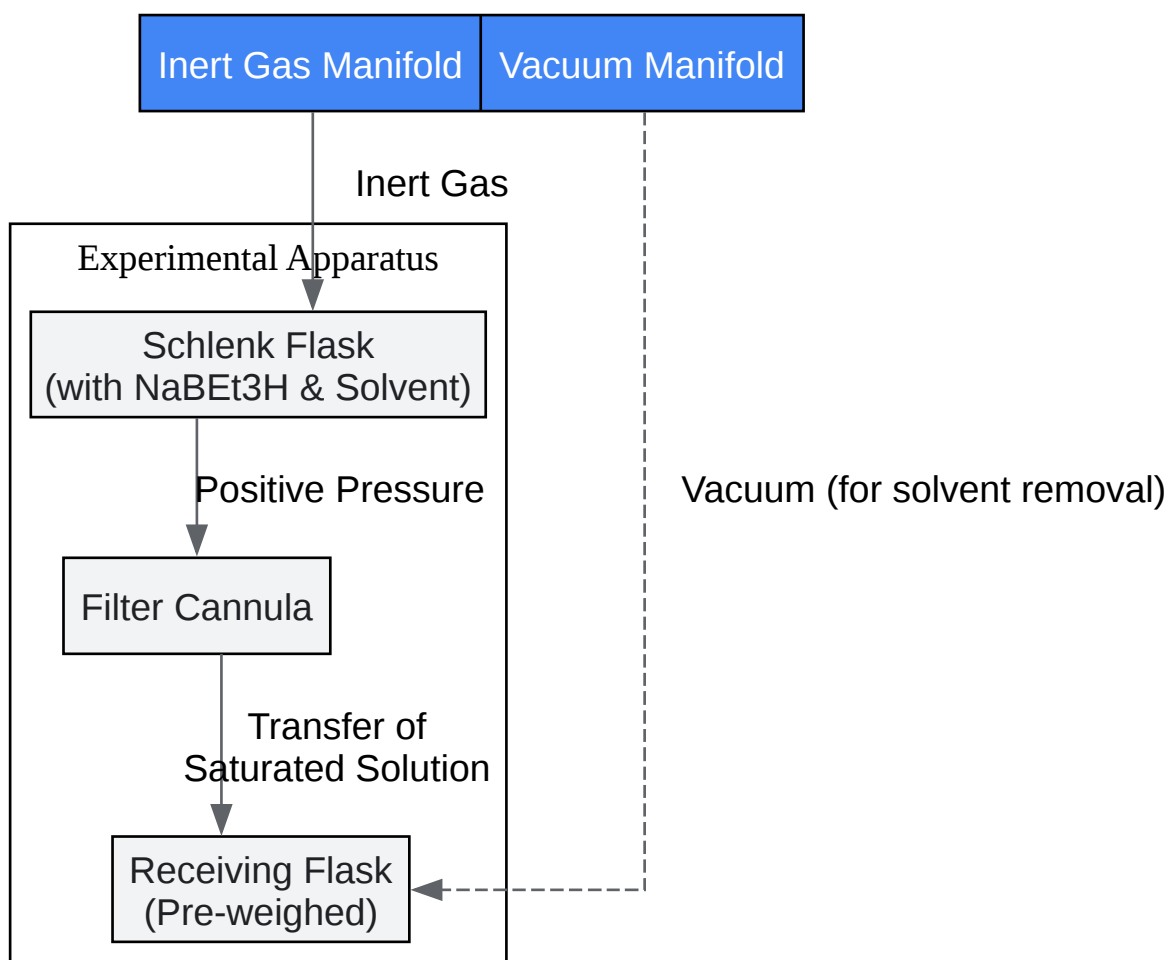 Inert Gas Manifold
Vacuum Manifold
Inert Gas
Experimental Apparatus
Schlenk Flask
(with NaBEt3H & Solvent)
Positive Pressure
Vacuum (for solvent removal)
Filter Cannula
Transfer of
Saturated Solution
Receiving Flask
(Pre-weighed)